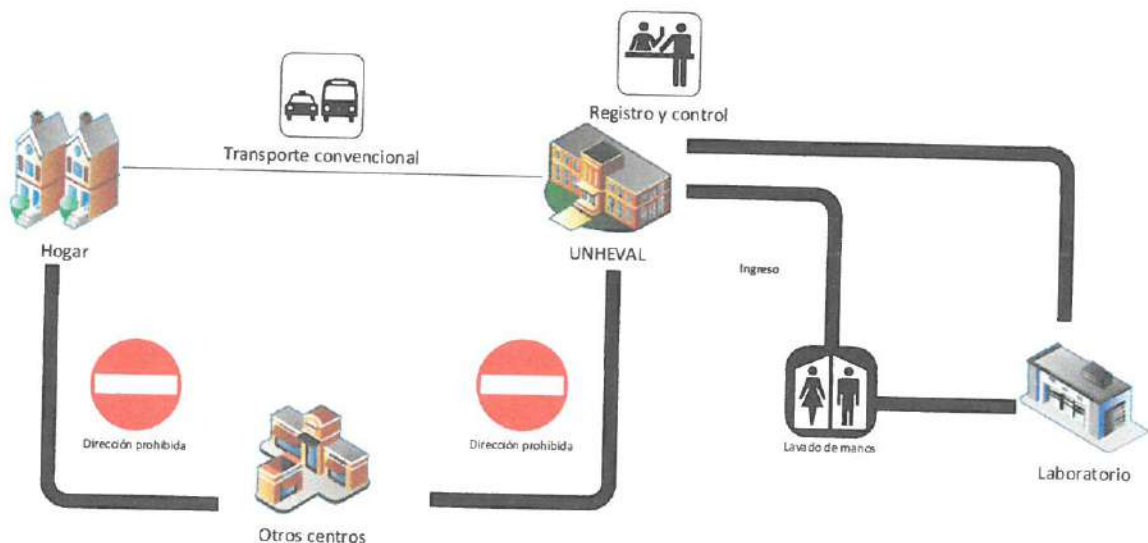 Registro y control
Transporte convencional
Hogar
UNHEVAL
Ingreso
Dirección prohibida
Dirección prohibida
Lavado de manos
Laboratorio
Otros centros